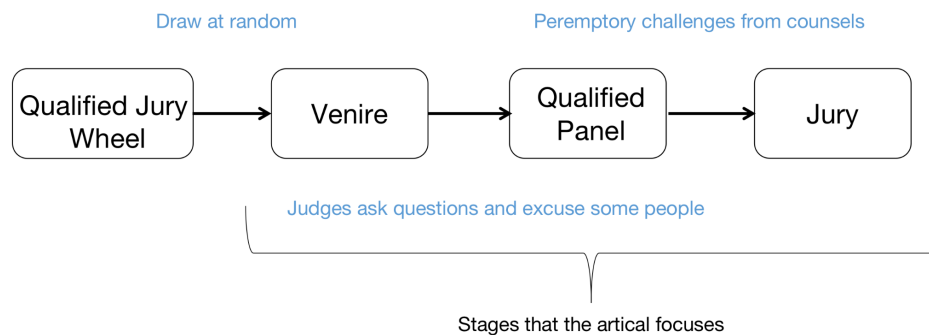 Draw at random
Peremptory challenges from counsels
Qualified Jury
Wheel
Venire
Qualified
Panel
Jury
Judges ask questions and excuse some people
Stages that the artical focuses